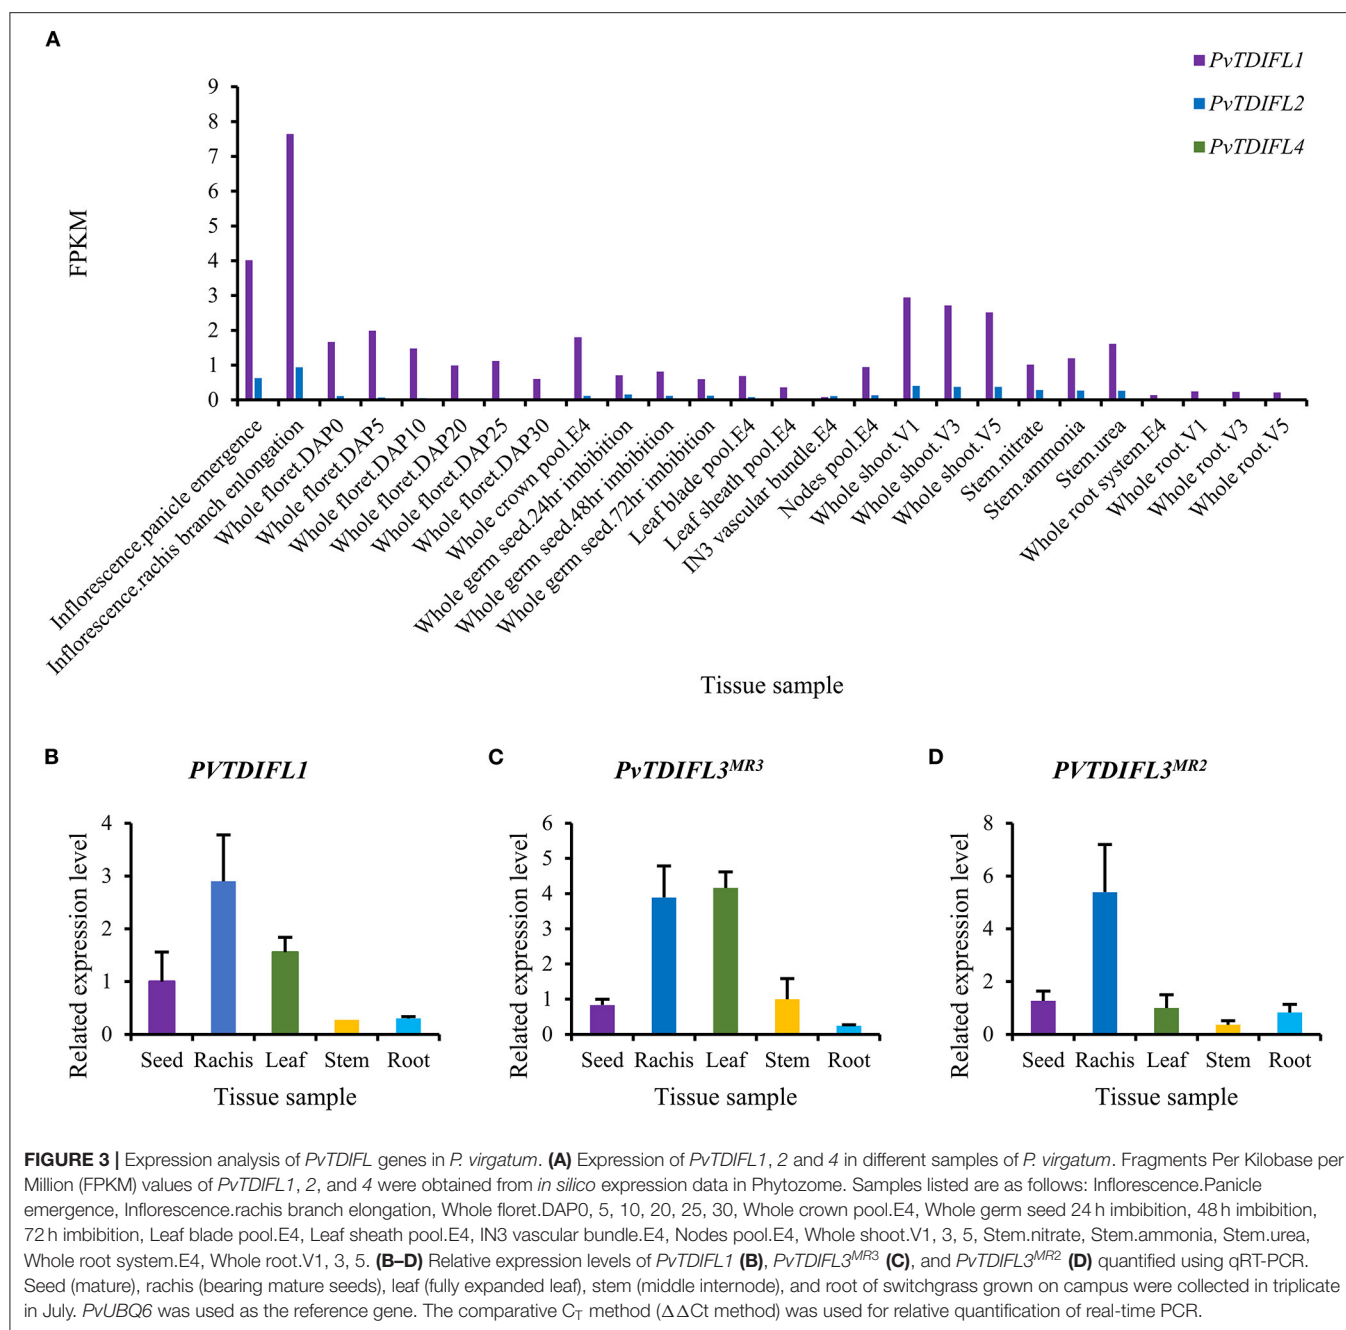 A
PvTDIFL1
PvTDIFL2
PvTDIFL4
9
8
7
6
5
4
3
2
1
0
FPKM
Inflorescence.panicle emergence
Inflorescence.rachis branch enlongation
Whole floret.DAP0
Whole floret.DAP5
Whole floret.DAP10
Whole floret.DAP20
Whole floret.DAP25
Whole floret.DAP30
Whole crown pool.E4
Whole germ seed.24hr imbibition
Whole germ seed.48hr imbibition
Whole germ seed.72hr imbibition
Leaf blade pool.E4
Leaf sheath pool.E4
IN3 vascular bundle.E4
Nodes pool.E4
Whole shoot.V1
Whole shoot.V3
Whole shoot.V5
Stem.nitrate
Stem.ammonia
Stem.urea
Whole root system.E4
Whole root.V1
Whole root.V3
Whole root.V5
Tissue sample
B
PVTDIFL1
4
3
2
1
0
Related expression level
Seed Rachis Leaf Stem Root
Tissue sample
C
PvTDIFL3MR3
6
5
4
3
2
1
0
Related expression level
Seed Rachis Leaf Stem Root
Tissue sample
D
PVTDIFL3MR2
8
6
4
2
0
Related expression level
Seed Rachis Leaf Stem Root
Tissue sample
FIGURE 3 | Expression analysis of PvTDIFL genes in P. virgatum. (A) Expression of PvTDIFL1, 2 and 4 in different samples of P. virgatum. Fragments Per Kilobase per
Million (FPKM) values of PvTDIFL1, 2, and 4 were obtained from in silico expression data in Phytozome. Samples listed are as follows: Inflorescence.Panicle
emergence, Inflorescence.rachis branch elongation, Whole floret.DAP0, 5, 10, 20, 25, 30, Whole crown pool.E4, Whole germ seed 24 h imbibition, 48 h imbibition,
72 h imbibition, Leaf blade pool.E4, Leaf sheath pool.E4, IN3 vascular bundle.E4, Nodes pool.E4, Whole shoot.V1, 3, 5, Stem.nitrate, Stem.ammonia, Stem.urea,
Whole root system.E4, Whole root.V1, 3, 5. (B–D) Relative expression levels of PvTDIFL1 (B), PvTDIFL3MR3 (C), and PvTDIFL3MR2 (D) quantified using qRT-PCR.
Seed (mature), rachis (bearing mature seeds), leaf (fully expanded leaf), stem (middle internode), and root of switchgrass grown on campus were collected in triplicate
in July. PvUBQ6 was used as the reference gene. The comparative CT method (ΔΔCt method) was used for relative quantification of real-time PCR.